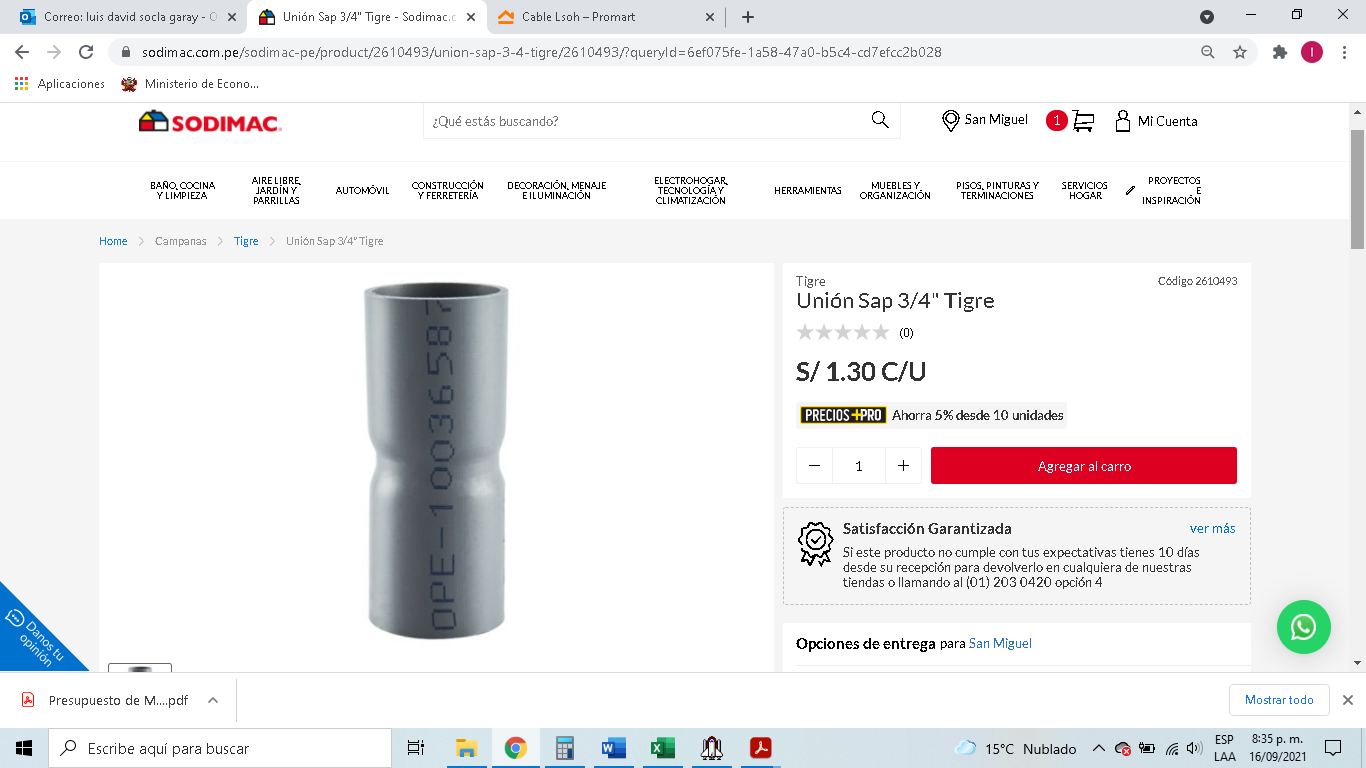 Correo: luis david socla garay - O
Unión Sap 3/4" Tigre - Sodimac.
Cable Lsoh – Promart
sodimac.com.pe/sodimac-pe/product/2610493/union-sap-3-4-tigre/2610493/?queryId=6ef075fe-1a58-47a0-b5c4-cd7efcc2b028
I
Aplicaciones
Ministerio de Econo...
SODIMAC
¿Qué estás buscando?
San Miguel
1
Mi Cuenta
BAÑO, COCINA
Y LIMPIEZA
AIRE LIBRE,
JARDÍN Y
PARRILLAS
AUTOMÓVIL
CONSTRUCCIÓN
Y FERRETERÍA
DECORACIÓN, MENAJE
E ILUMINACIÓN
ELECTROHOGAR,
TECNOLOGÍA Y
CLIMATIZACIÓN
HERRAMIENTAS
MUEBLES Y
ORGANIZACIÓN
PISOS, PINTURAS Y
TERMINACIONES
SERVICIOS
HOGAR
PROYECTOS
E
INSPIRACIÓN
Home
Campanas
Tigre
Unión Sap 3/4" Tigre
OPE-10036587
Tigre
Código 2610493
Unión Sap 3/4" Tigre
(0)
S/ 1.30 C/U
PRECIOS+PRO Ahorra 5% desde 10 unidades
− 1 +
Agregar al carro
Satisfacción Garantizada
ver más
Si este producto no cumple con tus expectativas tienes 10 días
desde su recepción para devolverlo en cualquiera de nuestras
tiendas o llamando al (01) 203 0420 opción 4
Danos tu
opinión
Opciones de entrega para San Miguel
Presupuesto de M....pdf
Mostrar todo
Escribe aquí para buscar
15°C Nublado
ESP
LAA
8:35 p. m.
16/09/2021